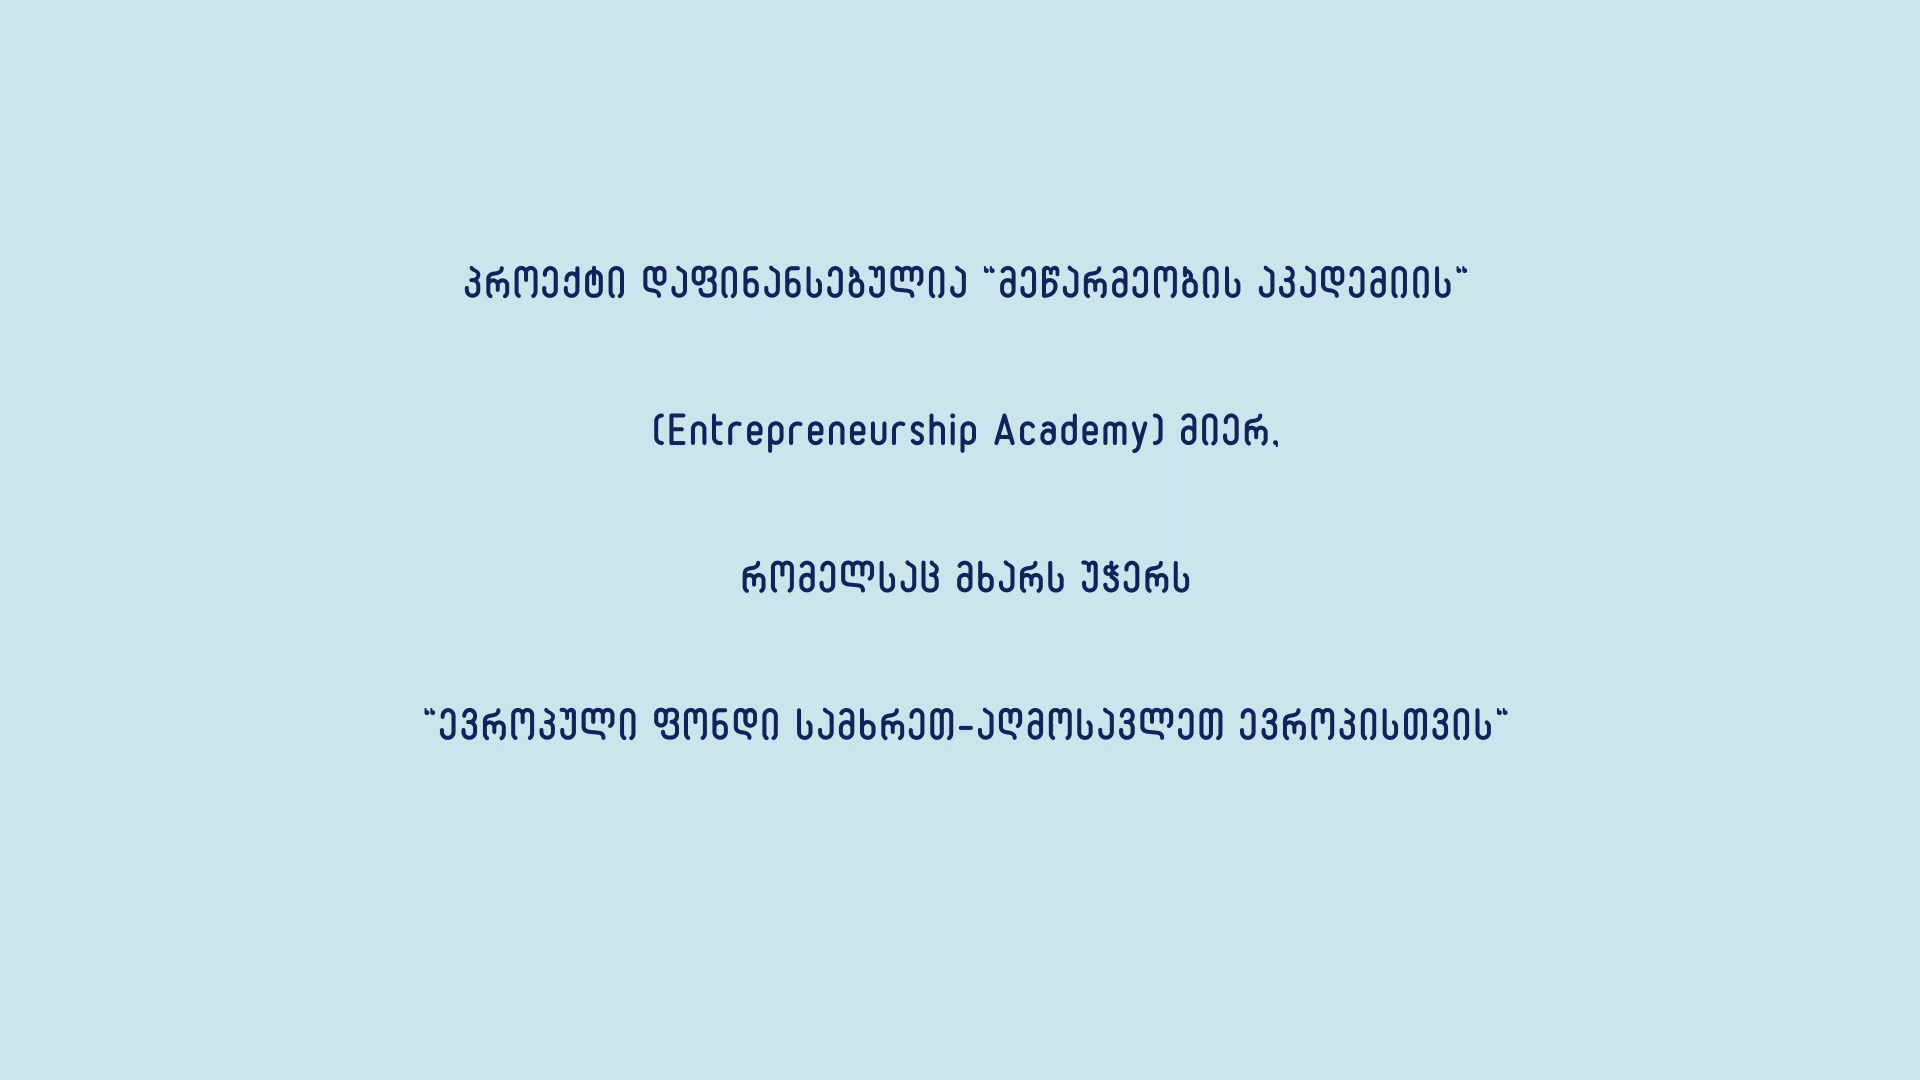 პროექტი დაფინანსებულია “მეწარმეობის აკადემიის“
(Entrepreneurship Academy) მიერ,
რომელსაც მხარს უჭერს
“ევროპული ფონდი სამხრეთ-აღმოსავლეთ ევროპისთვის“